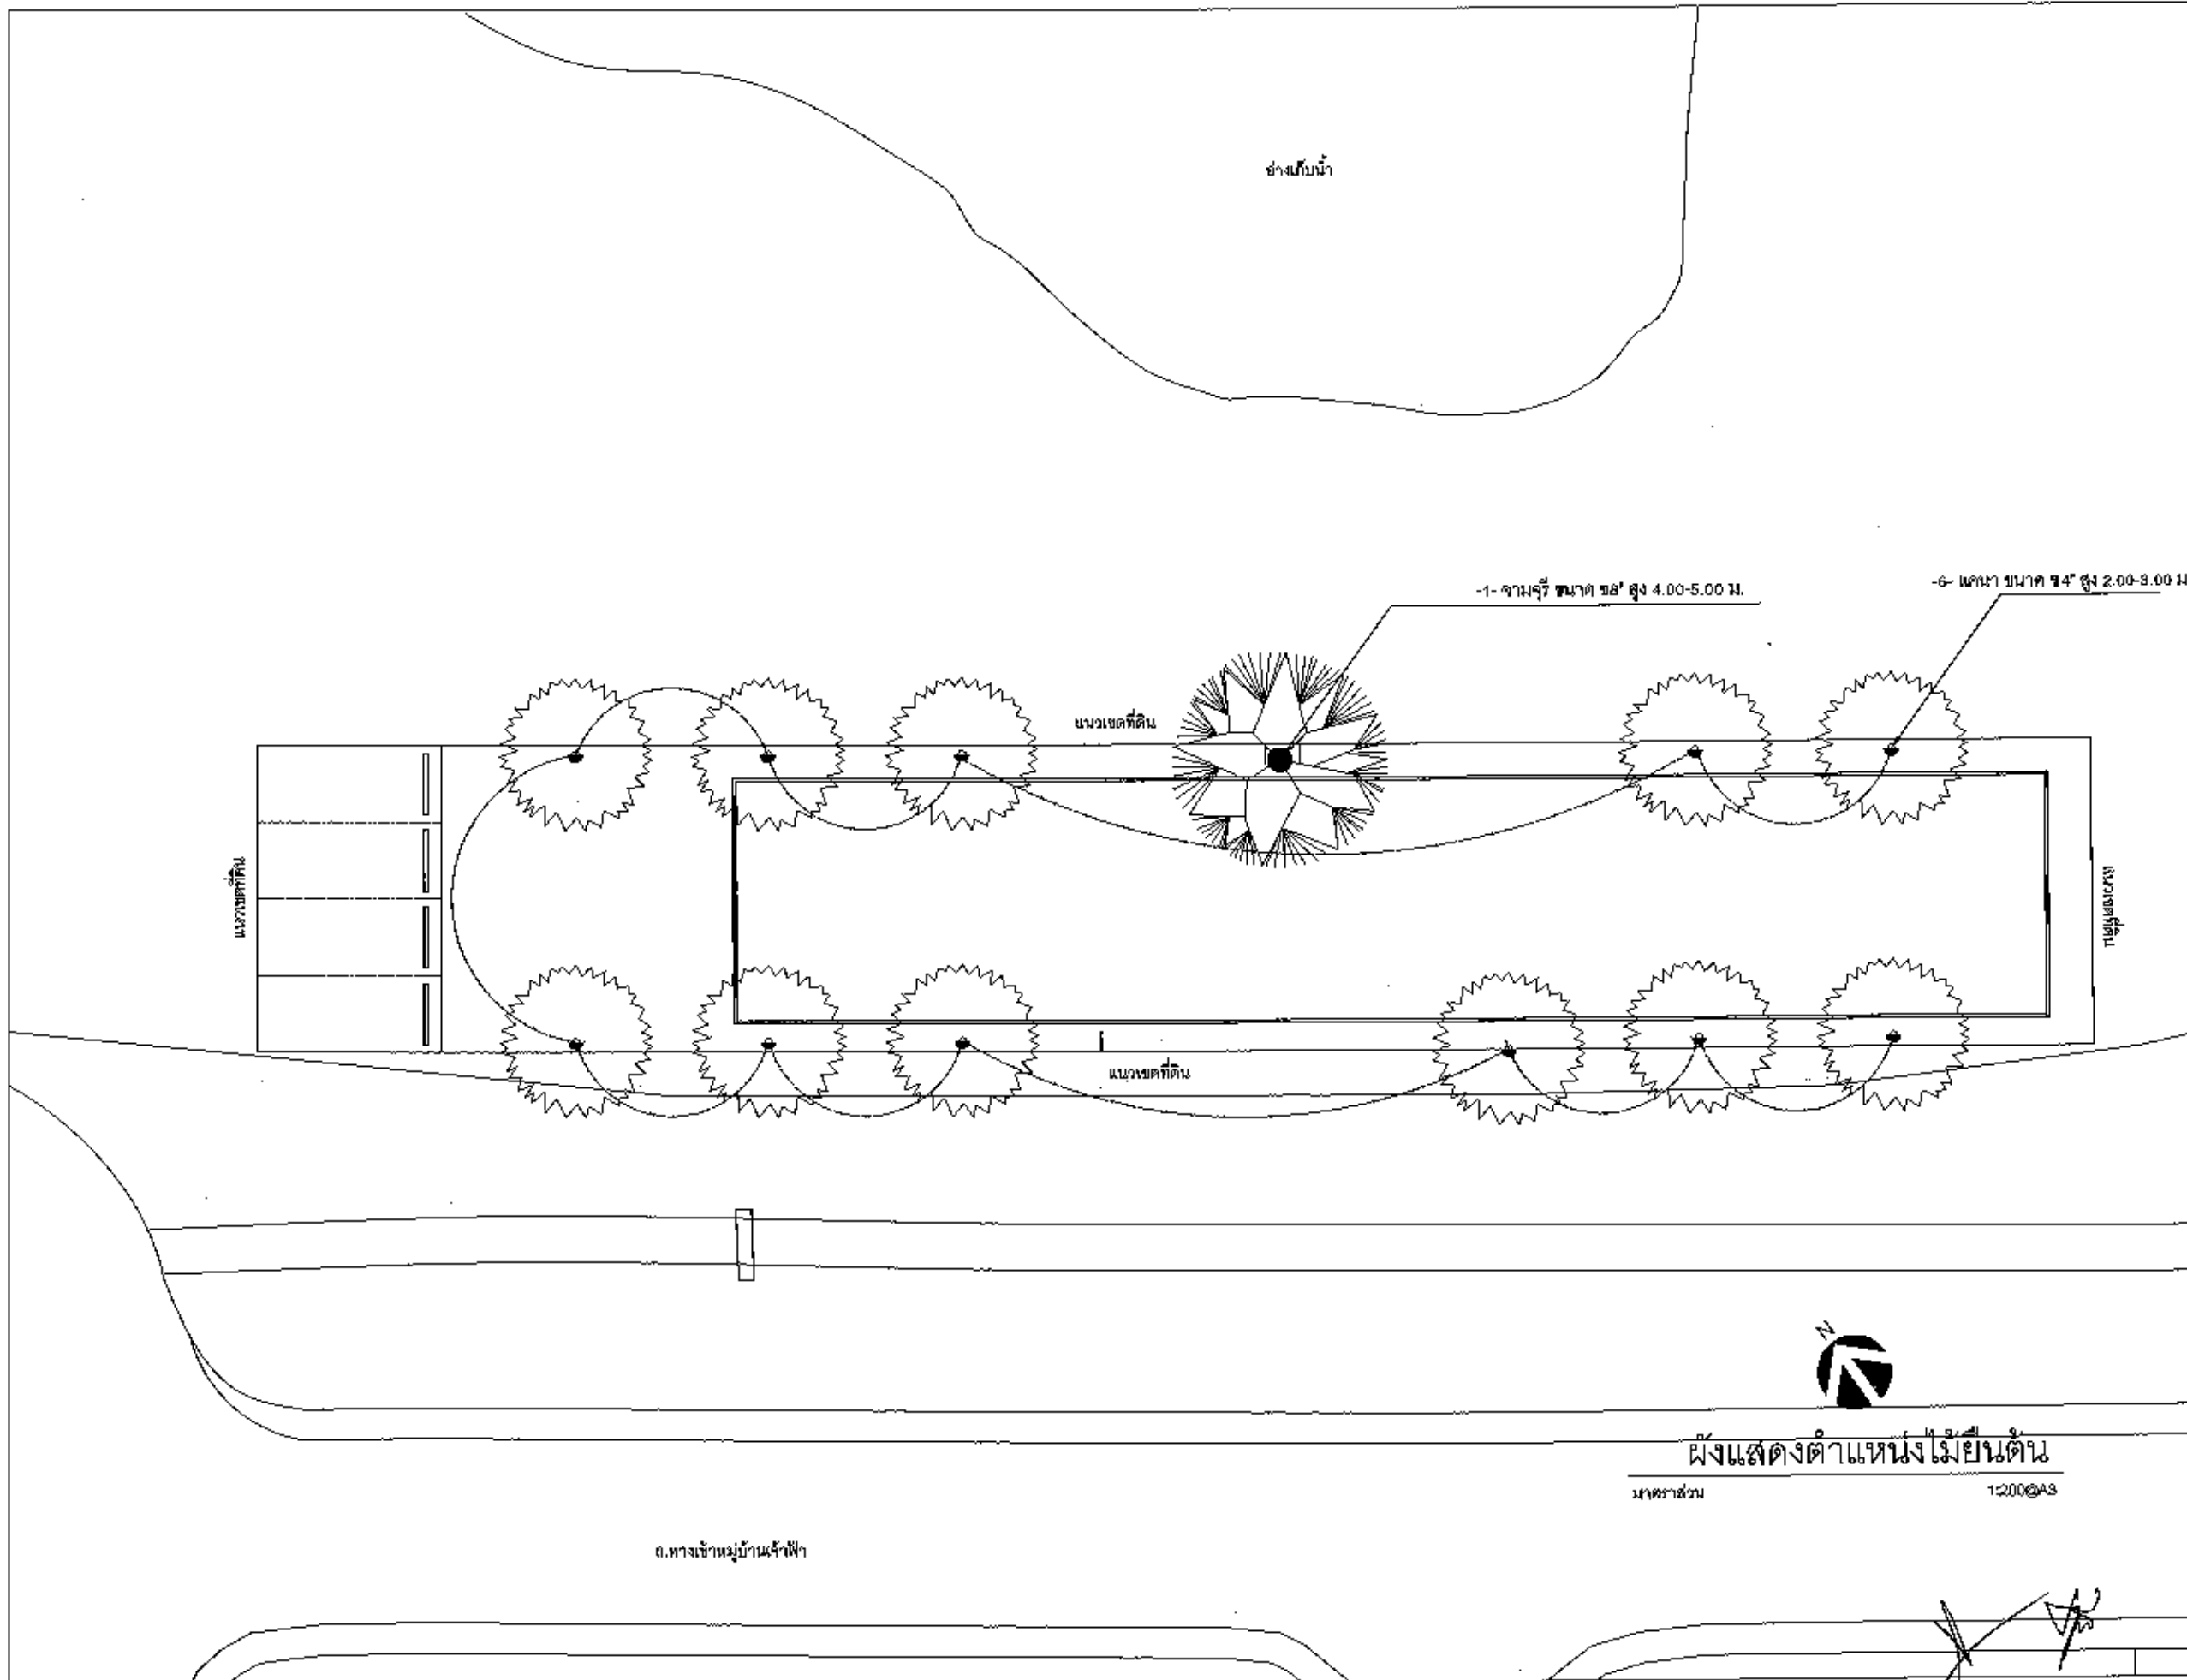 อ่างเก็บน้ำ
-1- จามจุรี ขนาด ๘8" สูง 4.00-5.00 ม.
-6- แคนา ขนาด ๘4" สูง 2.00-3.00 ม
แนวเขตที่ดิน
แนวเขตที่ดิน
แนวเขตที่ดิน
แนวเขตที่ดิน
N
ผังแสดงตำแหน่งไม้ยืนต้น
มาตราส่วน 1:200@A3
ถ.ทางเข้าหมู่บ้านเจ้าฟ้า